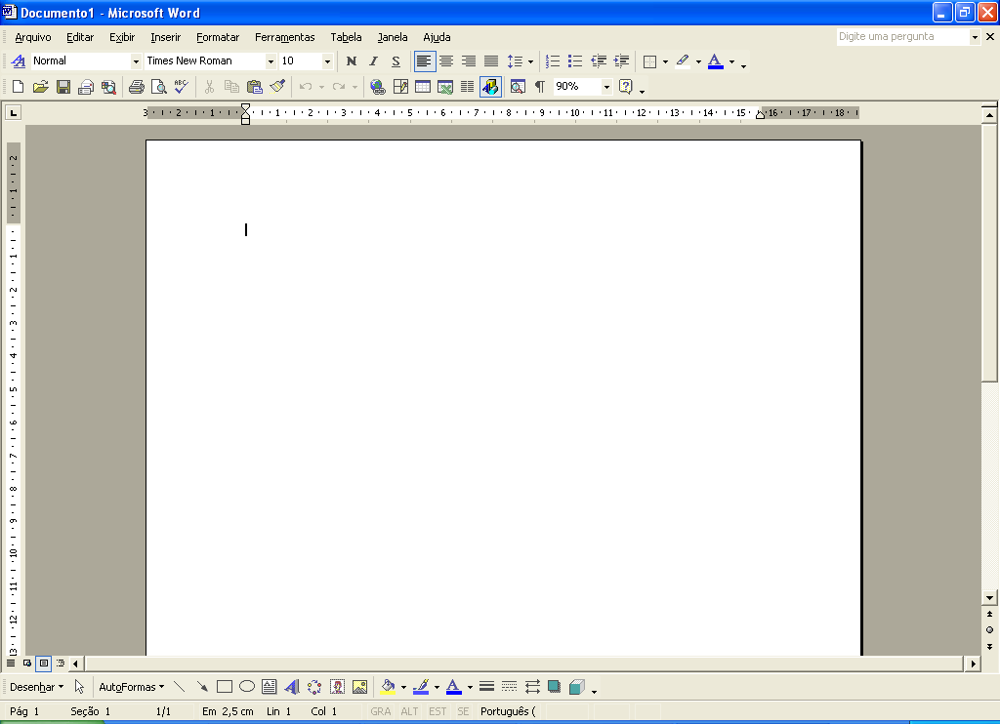 Documento1 - Microsoft Word
Arquivo Editar Exibir Inserir Formatar Ferramentas Tabela Janela Ajuda Digite uma pergunta
Normal Times New Roman 10 N I S
90%
3 2 1 1 2 3 4 5 6 7 8 9 10 11 12 13 14 15 16 17 18
2
1
1
2
3
4
5
6
7
8
9
10
11
12
13
Desenhar AutoFormas
Pág 1 Seção 1 1/1 Em 2,5 cm Lin 1 Col 1 GRA ALT EST SE Português (